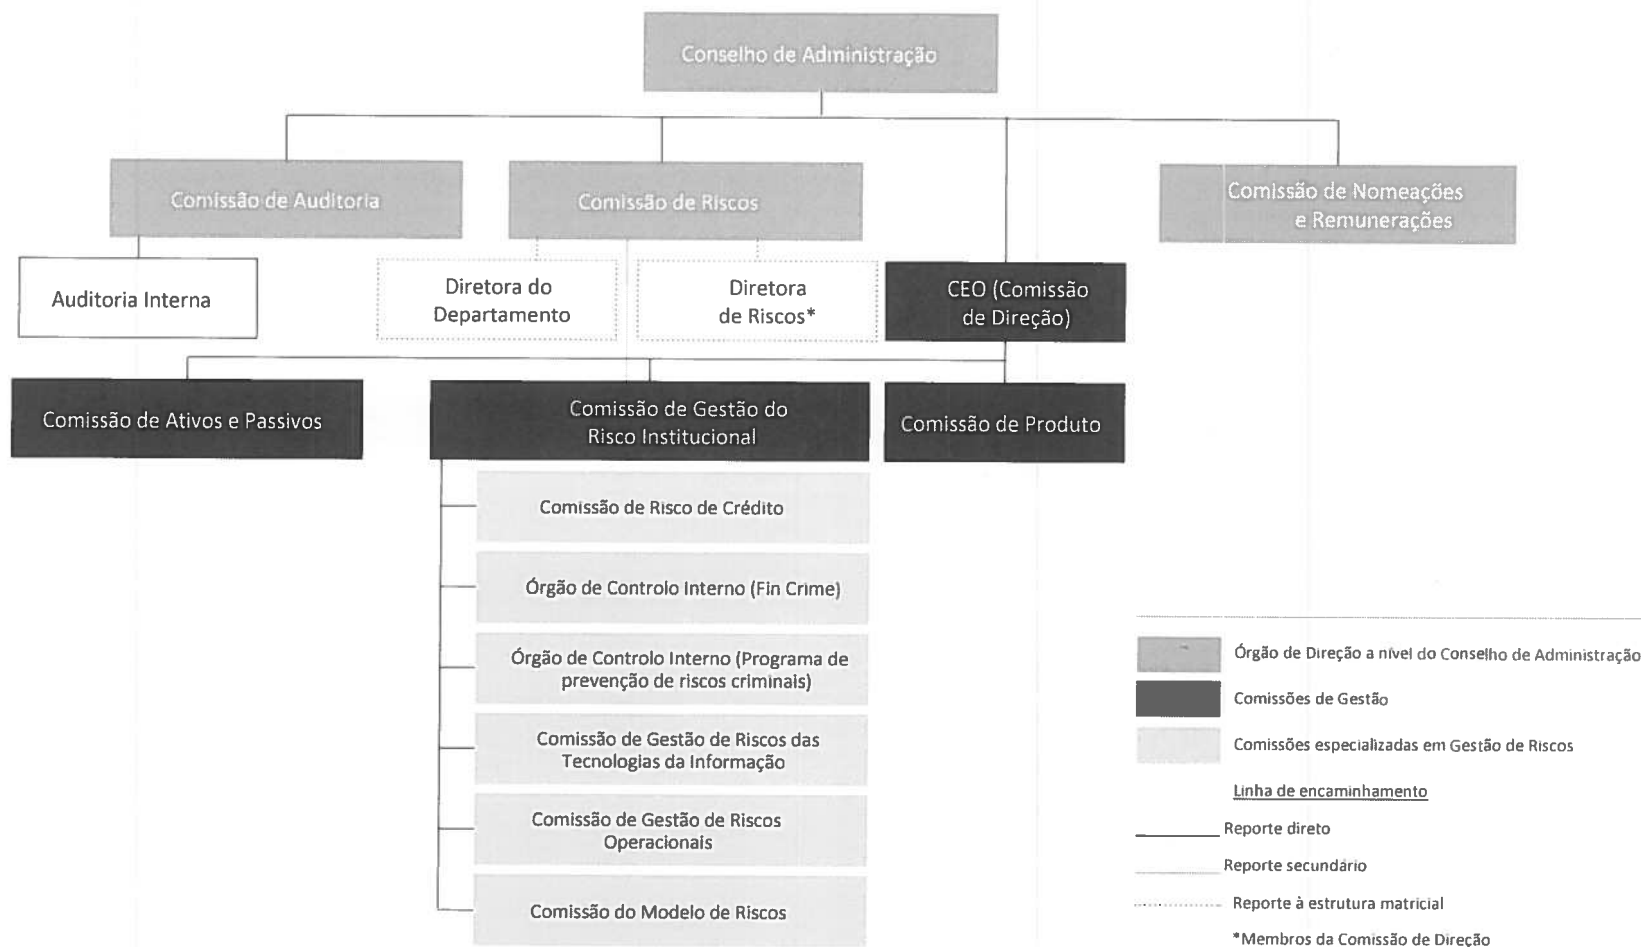 Conselho de Administração
Comissão de Auditoria
Comissão de Riscos
Comissão de Nomeações
e Remunerações
Auditoria Interna
Diretora do
Departamento
Diretora
de Riscos*
CEO (Comissão
de Direção)
Comissão de Ativos e Passivos
Comissão de Gestão do
Risco Institucional
Comissão de Produto
Comissão de Risco de Crédito
Órgão de Controlo Interno (Fin Crime)
Órgão de Controlo Interno (Programa de
prevenção de riscos criminais)
Comissão de Gestão de Riscos das
Tecnologias da Informação
Comissão de Gestão de Riscos
Operacionais
Comissão do Modelo de Riscos
Órgão de Direção a nível do Conselho de Administração
Comissões de Gestão
Comissões especializadas em Gestão de Riscos
Linha de encaminhamento
Reporte direto
Reporte secundário
Reporte à estrutura matricial
*Membros da Comissão de Direção